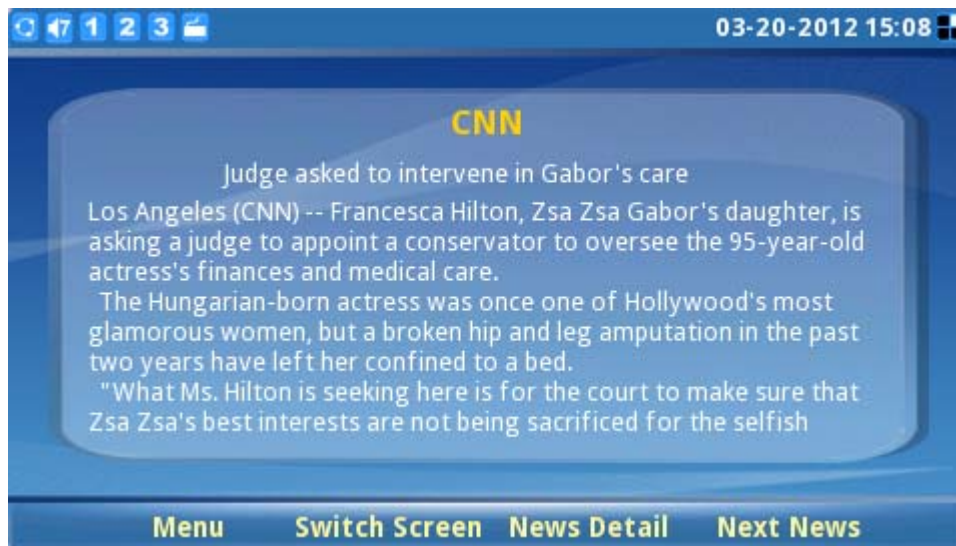 7 1 2 3 03-20-2012 15:08
CNN
Judge asked to intervene in Gabor's care
Los Angeles (CNN) -- Francesca Hilton, Zsa Zsa Gabor's daughter, is
asking a judge to appoint a conservator to oversee the 95-year-old
actress's finances and medical care.
The Hungarian-born actress was once one of Hollywood's most
glamorous women, but a broken hip and leg amputation in the past
two years have left her confined to a bed.
"What Ms. Hilton is seeking here is for the court to make sure that
Zsa Zsa's best interests are not being sacrificed for the selfish
Menu Switch Screen News Detail Next News